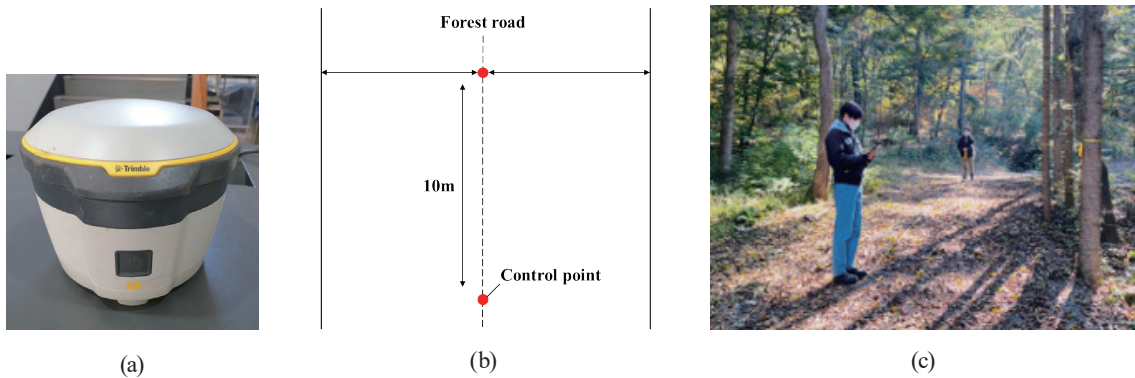 Trimble
Forest road
10m
Control point
(a)
(b)
(c)